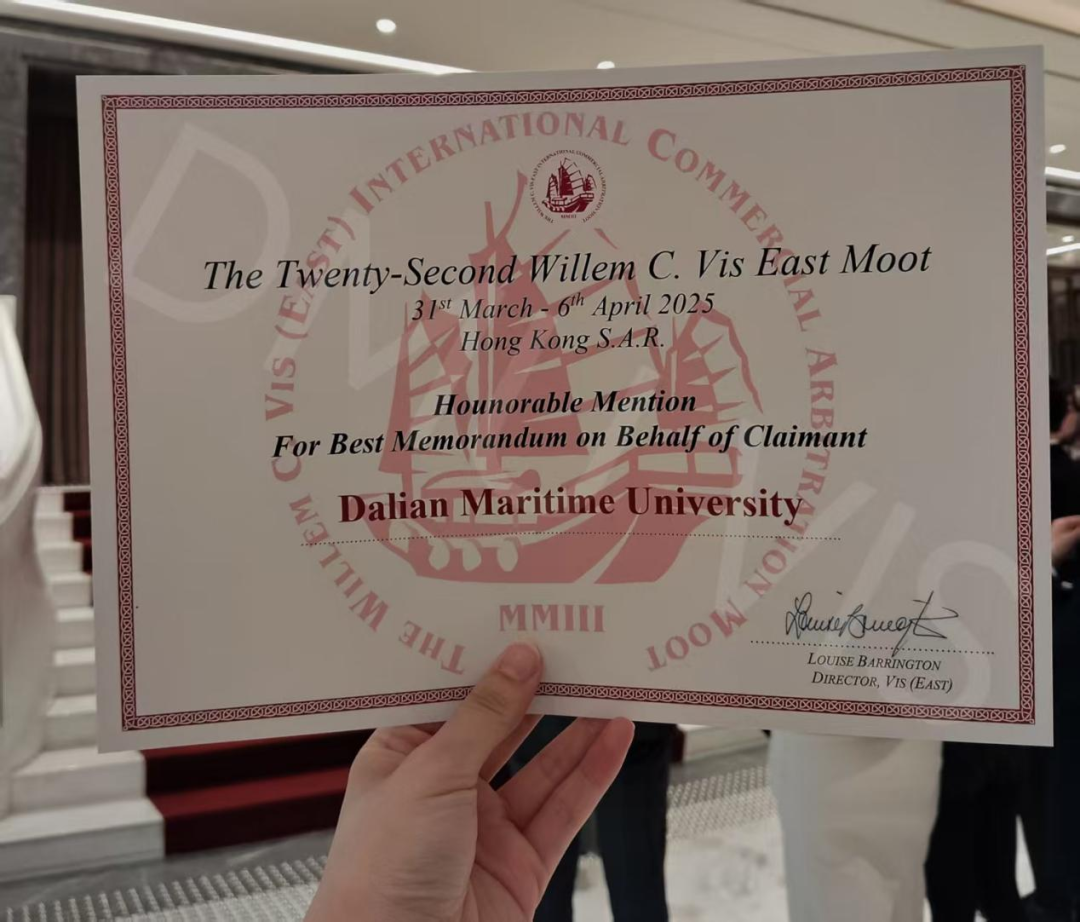 THE WILLEM C VIS (EAST) INTERNATIONAL COMMERCIAL ARBITRATION MOOT
The Twenty-Second Willem C. Vis East Moot
31st March - 6th April 2025
Hong Kong S.A.R.
Hounorable Mention
For Best Memorandum on Behalf of Claimant
Dalian Maritime University
MMIII
LOUISE BARRINGTON
DIRECTOR, VIS (EAST)